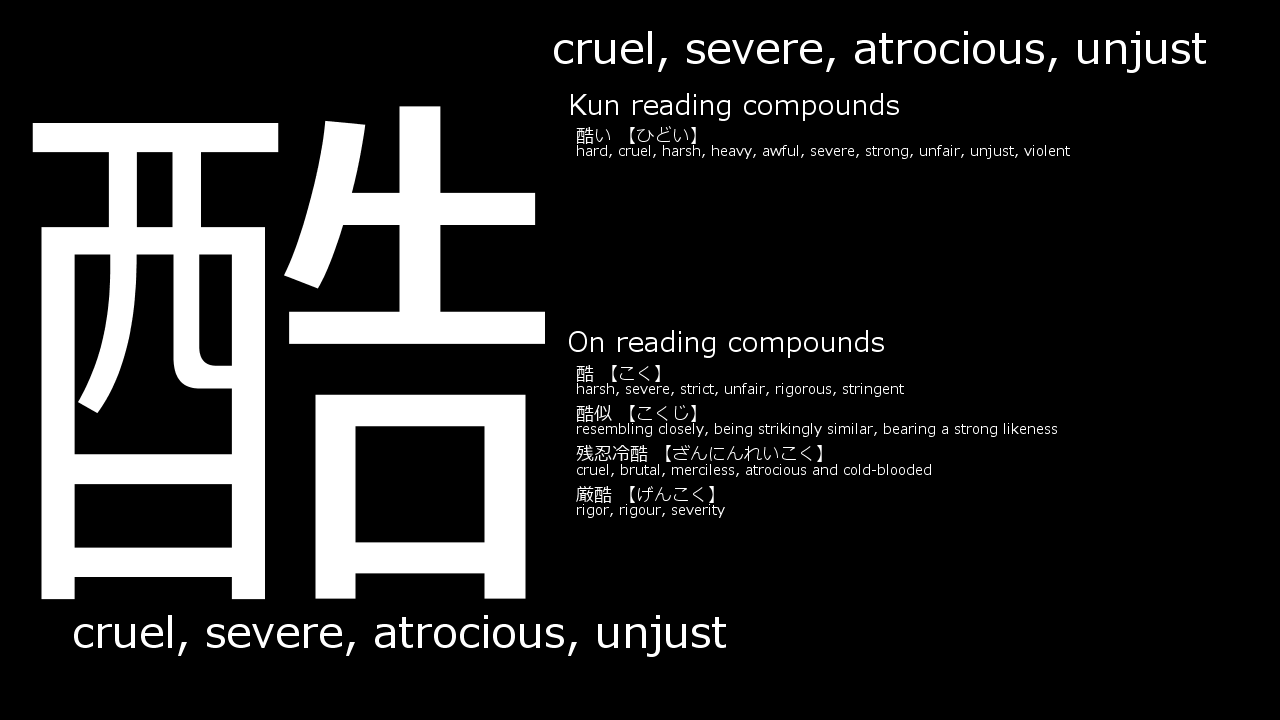 酷
cruel, severe, atrocious, unjust
Kun reading compounds
酷い 【ひどい】
hard, cruel, harsh, heavy, awful, severe, strong, unfair, unjust, violent
On reading compounds
酷 【こく】
harsh, severe, strict, unfair, rigorous, stringent
酷似 【こくじ】
resembling closely, being strikingly similar, bearing a strong likeness
残忍冷酷 【ざんにんれいこく】
cruel, brutal, merciless, atrocious and cold-blooded
厳酷 【げんこく】
rigor, rigour, severity
cruel, severe, atrocious, unjust